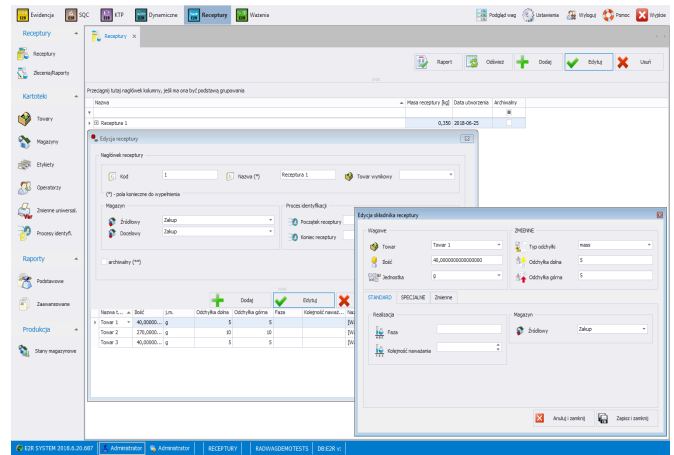 Ewidencja SQC KTP Dynamiczne Receptury Ważenia Podgląd wag Ustawienia Wyloguj Pomoc Wyjście
Receptury
Receptury
Zlecenia/Raporty
Kartoteki
Towary
Magazyny
Etykiety
Operatorzy
Zmienne uniwersal.
Procesy identyfi.
Raporty
Podstawowe
Zaawansowane
Produkcja
Stany magazynowe
Receptury ×
Raport Odśwież Dodaj Edytuj Usuń
Przeciągnij tutaj nagłówek kolumny, jeśli ma ona być podstawą grupowania
Nazwa Masa receptury [kg] Data utworzenia Archiwalny
Receptura 1 0,350 2018-06-25
Edycja receptury
Nagłówek receptury
Kod 1 Nazwa (*) Receptura 1 Towar wynikowy
(*) - pola konieczne do wypełnienia
Magazyn
Źródłowy Zakup
Docelowy Zakup
Proces identyfikacji
Początek receptury
Koniec receptury
archiwalny (**)
Dodaj Edytuj
Nazwa t... Ilość j.m. Odchyłka dolna Odchyłka górna Faza Kolejność naważ...
Towar 1 40,00000... g 5 5
Towar 2 270,0000... g 10 10
Towar 3 40,00000... g 5 5
Edycja składnika receptury
Wagowe
Towar Towar 1
Ilość 40,0000000000000000
Jednostka g
ZMIENNE
Typ odchyłki mass
Odchyłka dolna 5
Odchyłka górna 5
STANDARD SPECJALNE Zmienne
Realizacja
Faza
Kolejność naważania
Magazyn
Źródłowy Zakup
Anuluj i zamknij Zapisz i zamknij
E2R SYSTEM 2018.6.20.687 Administrator Administrator RECEPTURY RADWAGDEMOTESTS DB:E2R v: